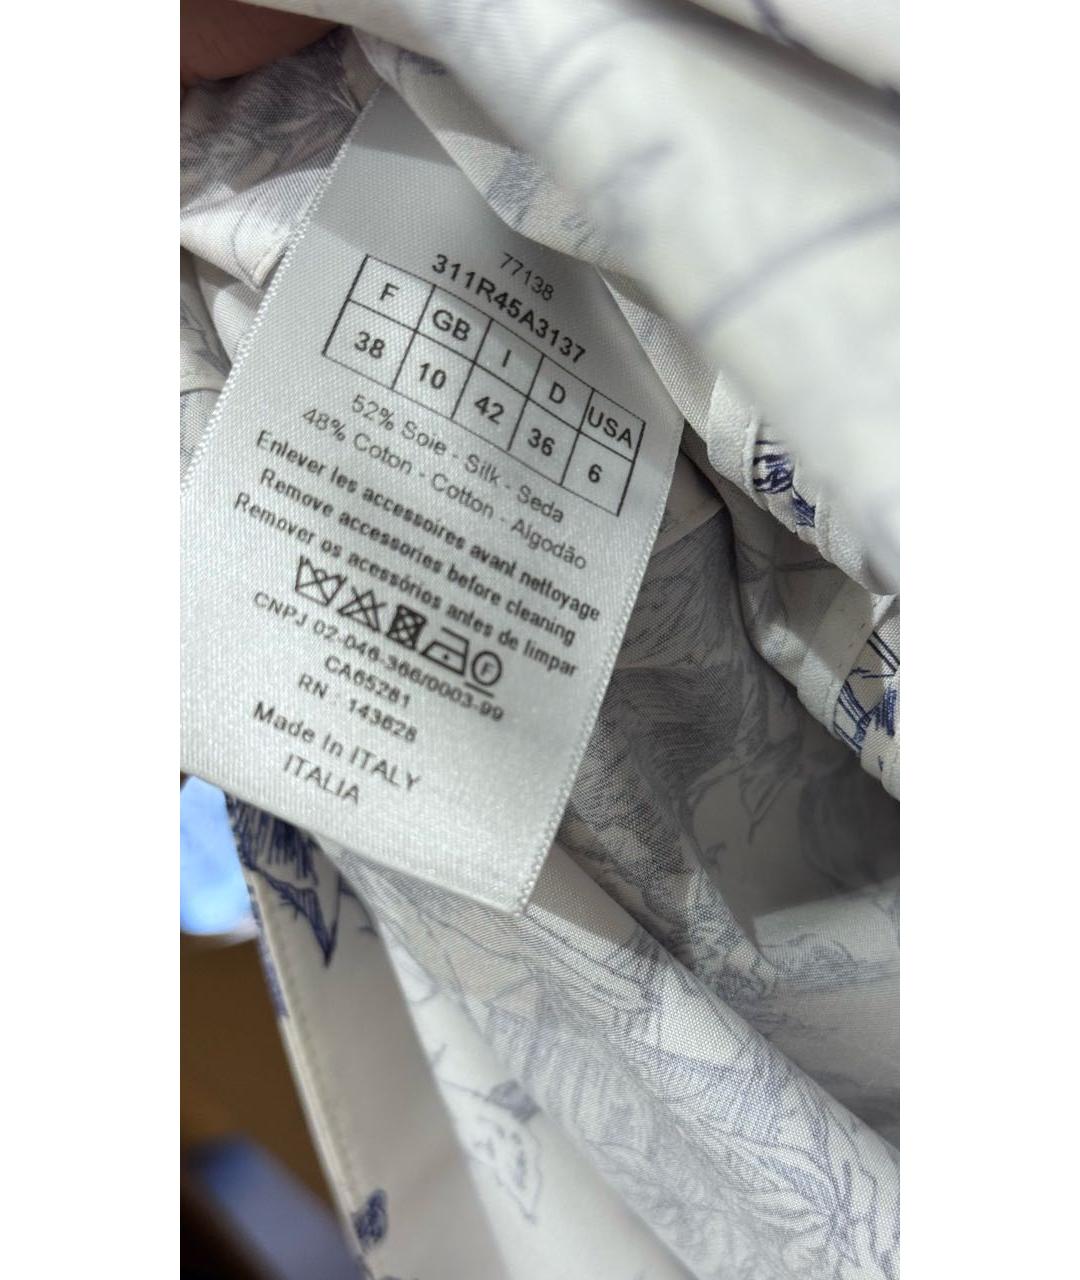 77138
311R45A3137
F GB I D USA
38 10 42 36 6
52% Soie - Silk - Seda
48% Coton - Cotton - Algodão
Enlever les accessoires avant nettoyage
Remove accessories before cleaning
Remover os acessórios antes de limpar
F
CNPJ 02-046-366/0003-99
CA65281
RN : 143628
Made In ITALY
ITALIA